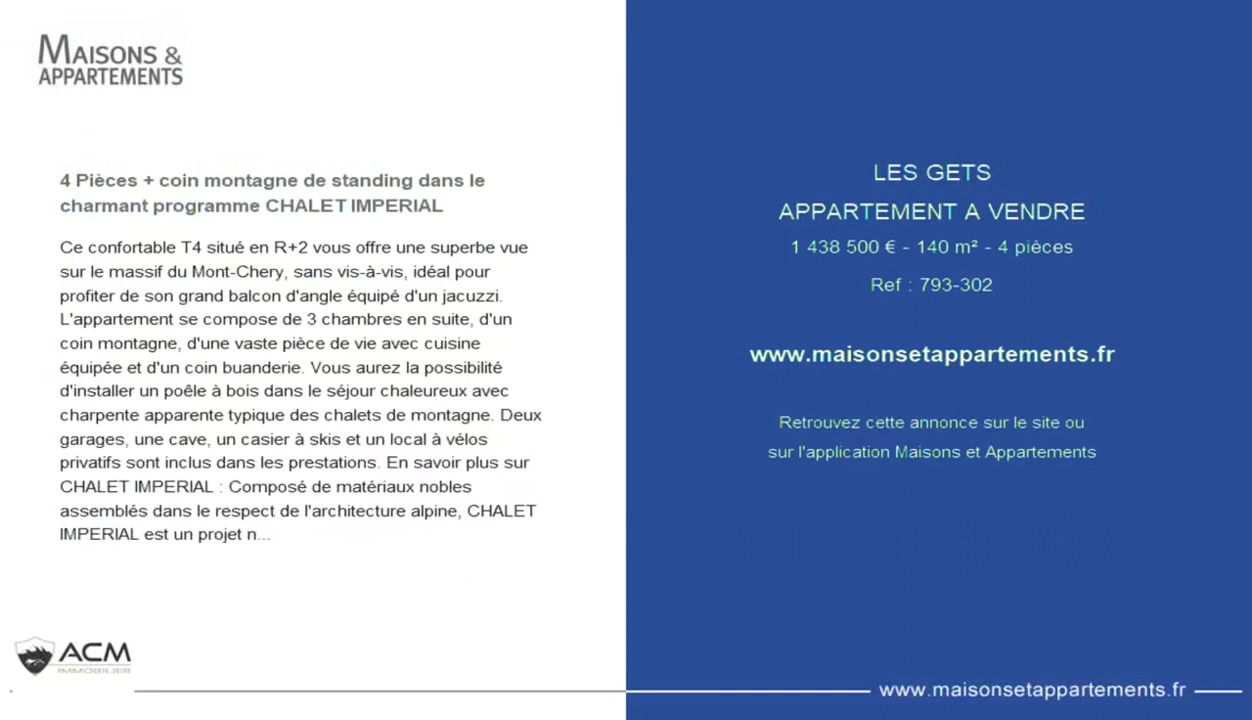 MAISONS &
APPARTEMENTS
4 Pièces + coin montagne de standing dans le
charmant programme CHALET IMPERIAL
Ce confortable T4 situé en R+2 vous offre une superbe vue
sur le massif du Mont-Chery, sans vis-à-vis, idéal pour
profiter de son grand balcon d'angle équipé d'un jacuzzi.
L'appartement se compose de 3 chambres en suite, d'un
coin montagne, d'une vaste pièce de vie avec cuisine
équipée et d'un coin buanderie. Vous aurez la possibilité
d'installer un poêle à bois dans le séjour chaleureux avec
charpente apparente typique des chalets de montagne. Deux
garages, une cave, un casier à skis et un local à vélos
privatifs sont inclus dans les prestations. En savoir plus sur
CHALET IMPERIAL : Composé de matériaux nobles
assemblés dans le respect de l'architecture alpine, CHALET
IMPERIAL est un projet n...
ACM
IMMOBILIER
LES GETS
APPARTEMENT A VENDRE
1 438 500 € - 140 m² - 4 pièces
Ref : 793-302
www.maisonsetappartements.fr
Retrouvez cette annonce sur le site ou
sur l'application Maisons et Appartements
www.maisonsetappartements.fr